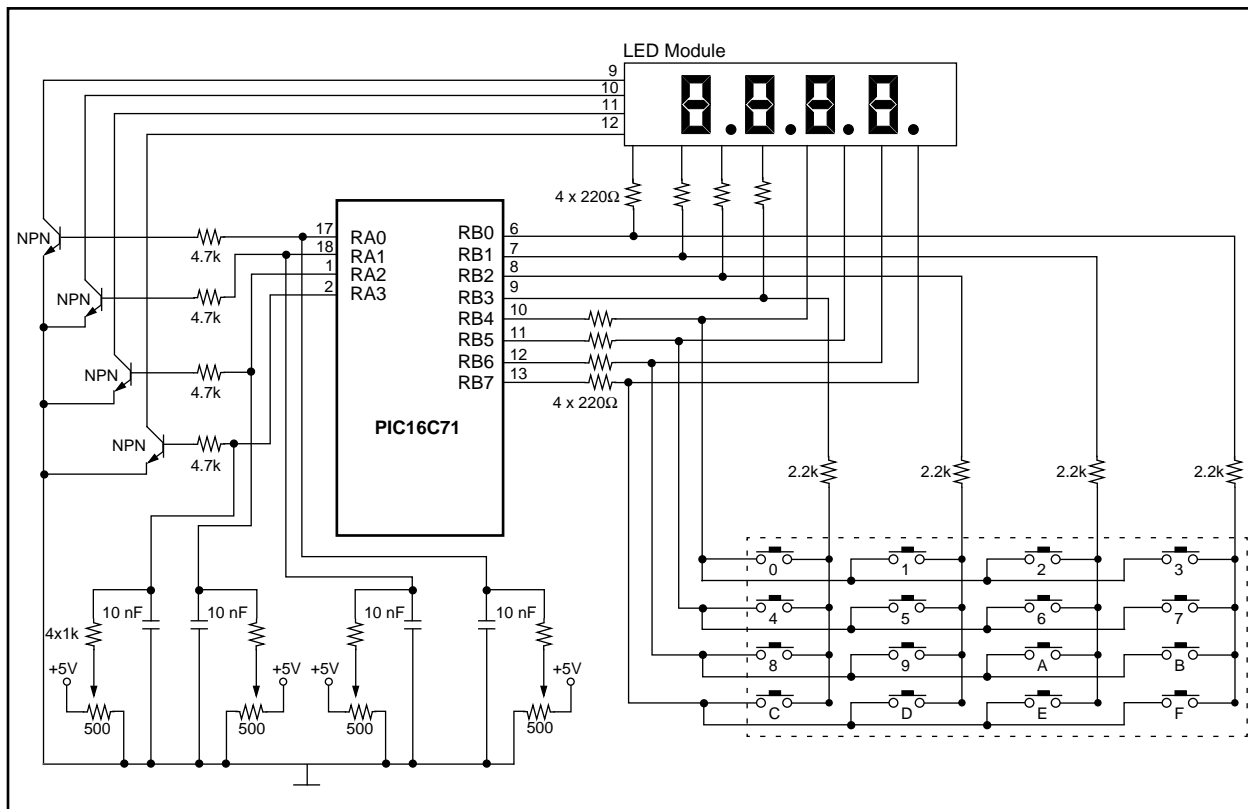 LED Module
9
10
11
12
4 x 220Ω
PIC16C71
17 RA0
18 RA1
1 RA2
2 RA3
RB0 6
RB1 7
RB2 8
RB3 9
RB4 10
RB5 11
RB6 12
RB7 13
4 x 220Ω
NPN 4.7k
NPN 4.7k
NPN 4.7k
NPN 4.7k
2.2k 2.2k 2.2k 2.2k
10 nF 10 nF 10 nF 10 nF
4x1k
+5V +5V +5V +5V
500 500 500 500
0 1 2 3
4 5 6 7
8 9 A B
C D E F
8.8.8.8.